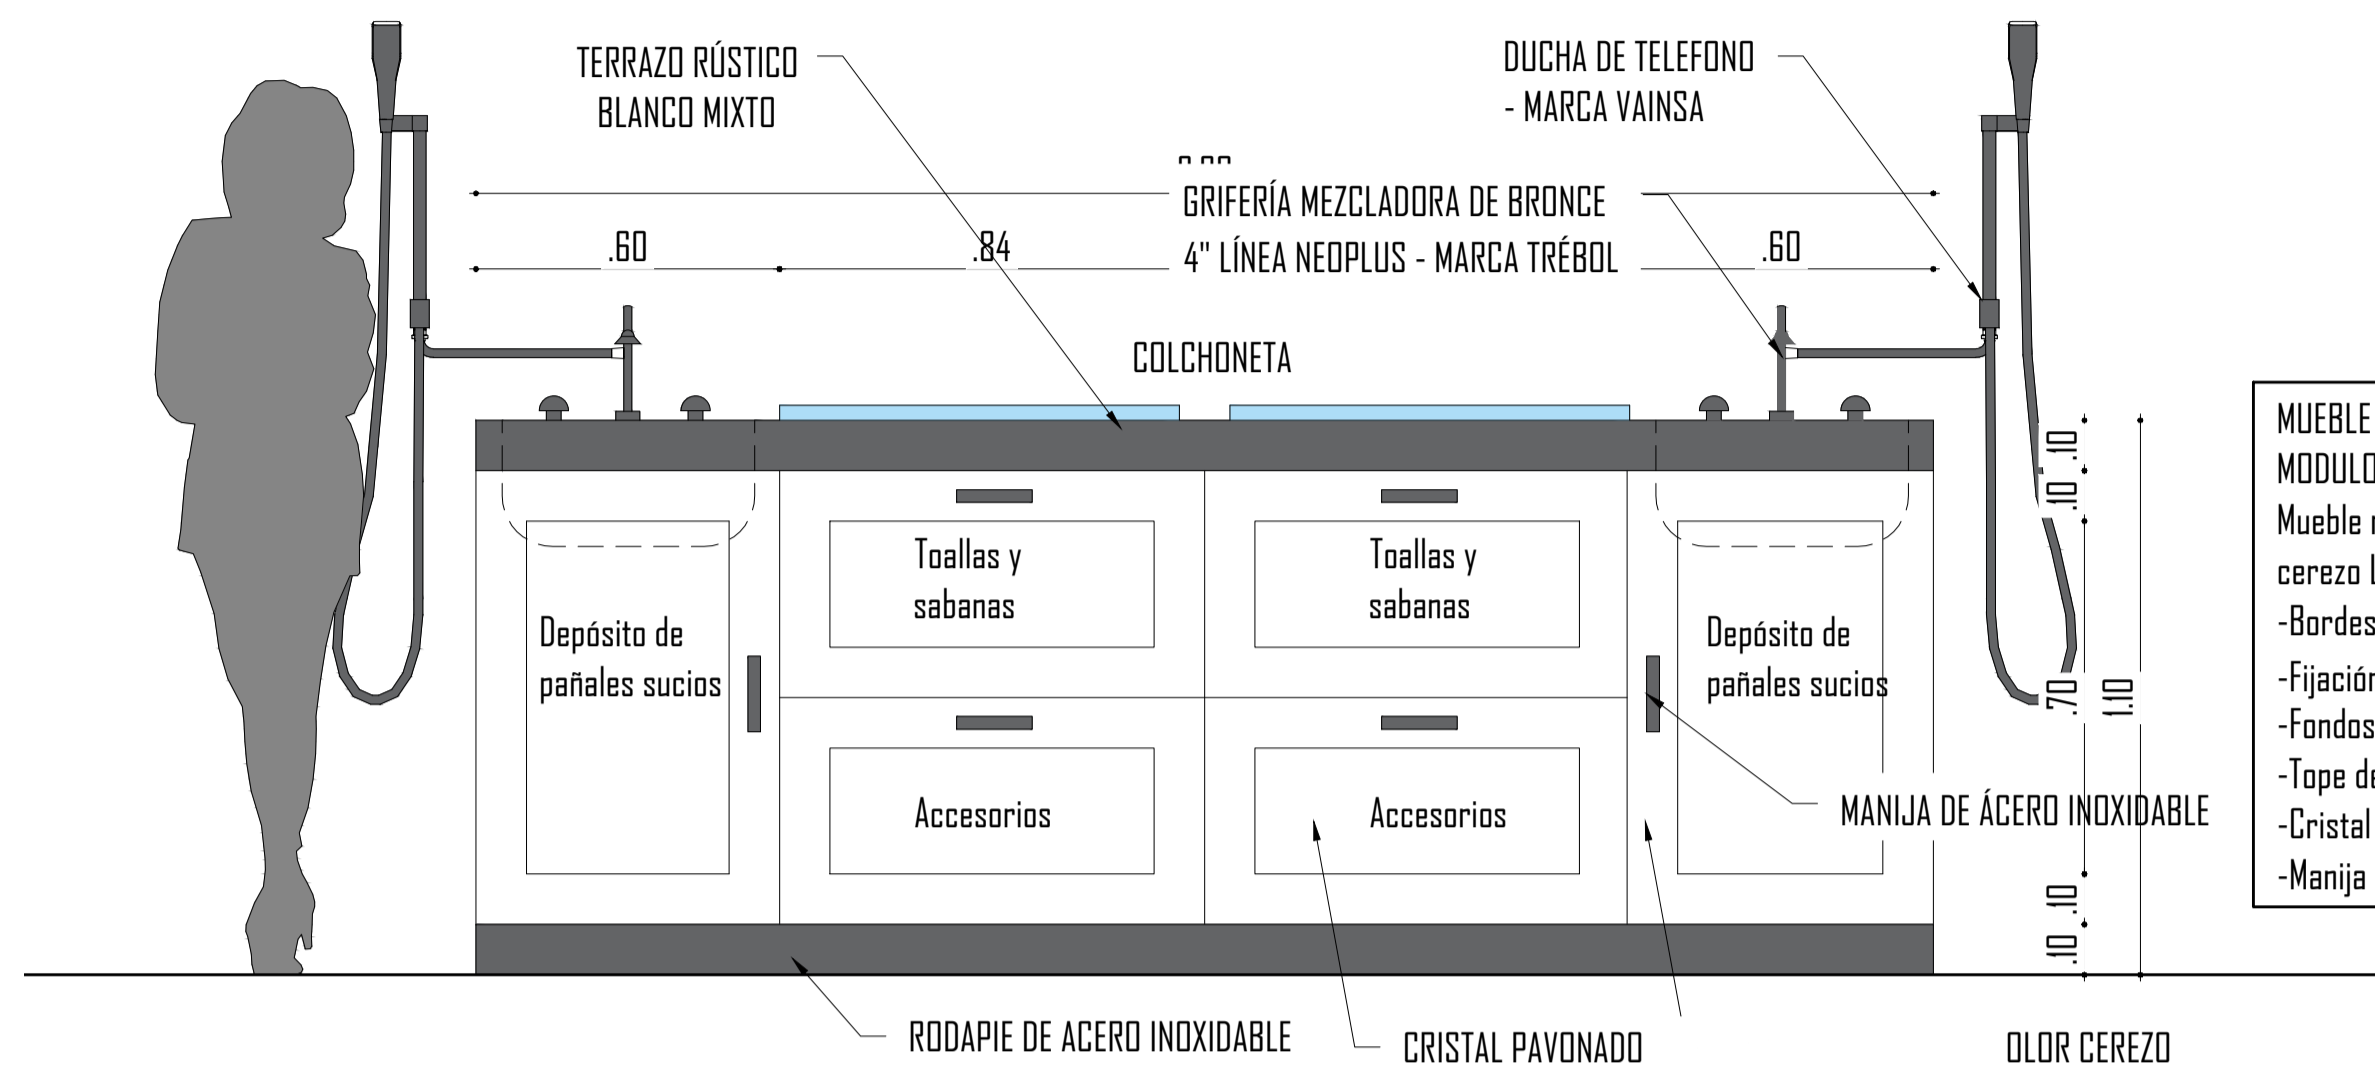 TERRAZO RÚSTICO
BLANCO MIXTO
DUCHA DE TELEFONO
- MARCA VAINSA
GRIFERÍA MEZCLADORA DE BRONCE
4" LÍNEA NEOPLUS - MARCA TRÉBOL
.60
.84
.60
COLCHONETA
Toallas y
sabanas
Toallas y
sabanas
Depósito de
pañales sucios
Depósito de
pañales sucios
Accesorios
Accesorios
MANIJA DE ÁCERO INOXIDABLE
.10
.10
.70
1.10
.10
.10
RODAPIE DE ACERO INOXIDABLE
CRISTAL PAVONADO
OLOR CEREZO
MUEBLE
MODULO
Mueble
cerezo
-Bordes
-Fijación
-Fondos
-Tope de
-Cristal
-Manija